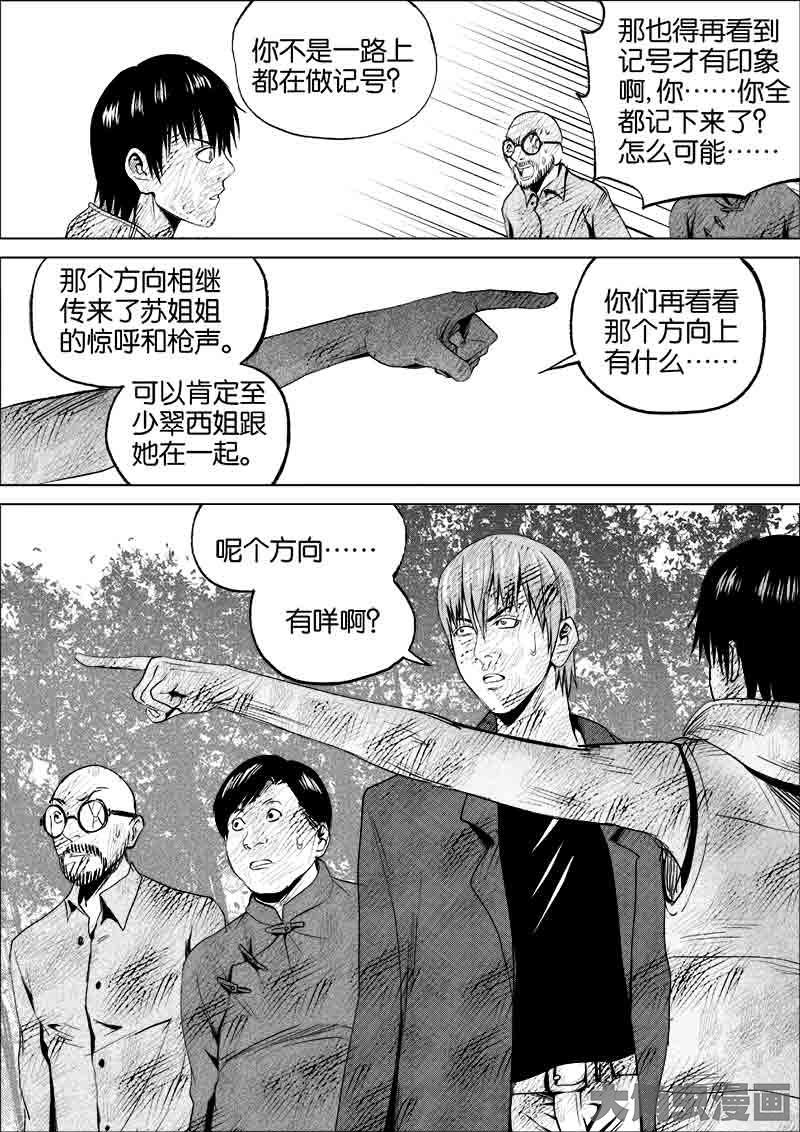 你不是一路上
都在做记号?
那也得再看到
记号才有印象
啊,你……你全
都记下来了?
怎么可能……
那个方向相继
传来了苏姐姐
的惊呼和枪声。
可以肯定至
少翠西姐跟
她在一起。
你们再看看
那个方向上
有什么……
呢个方向……
有咩啊?